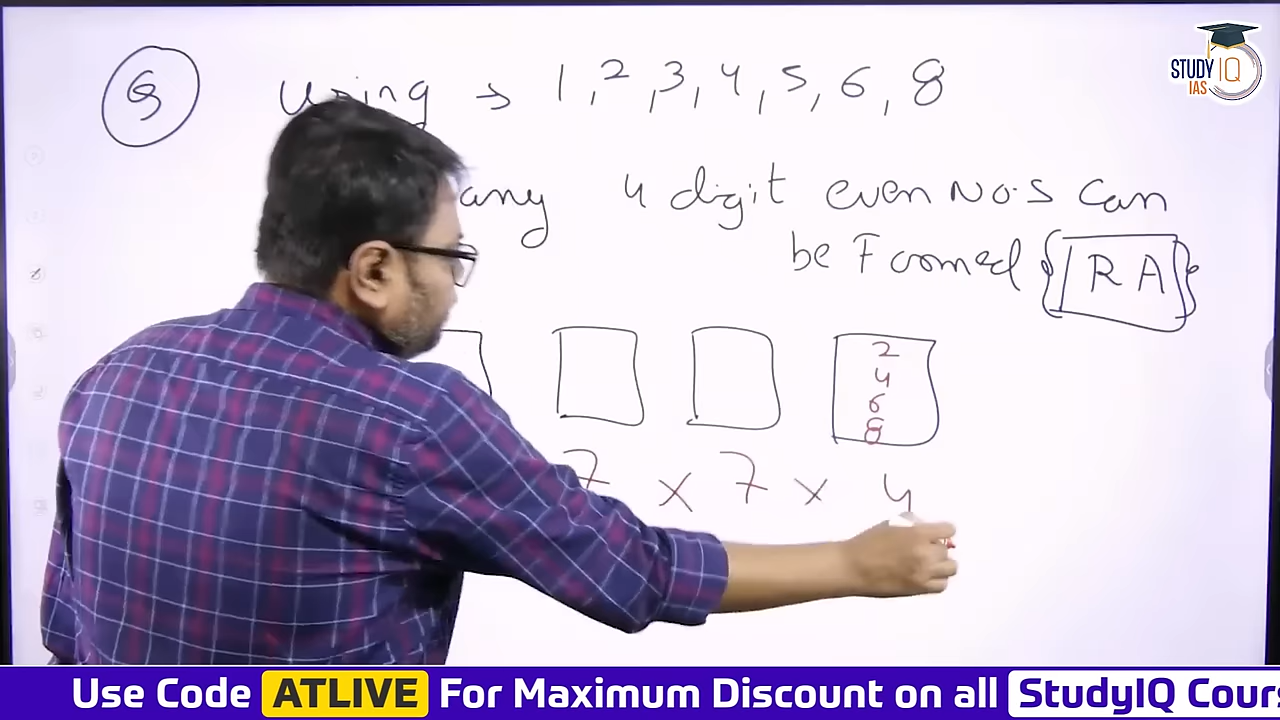 Q Using → 1, 2, 3, 4, 5, 6, 8
any 4 digit even No.s Can
be Formed {[RA]}
2
4
6
8
7 x 7 x 4
STUDY IQ
IAS
Use Code ATLIVE For Maximum Discount on all StudyIQ Cour